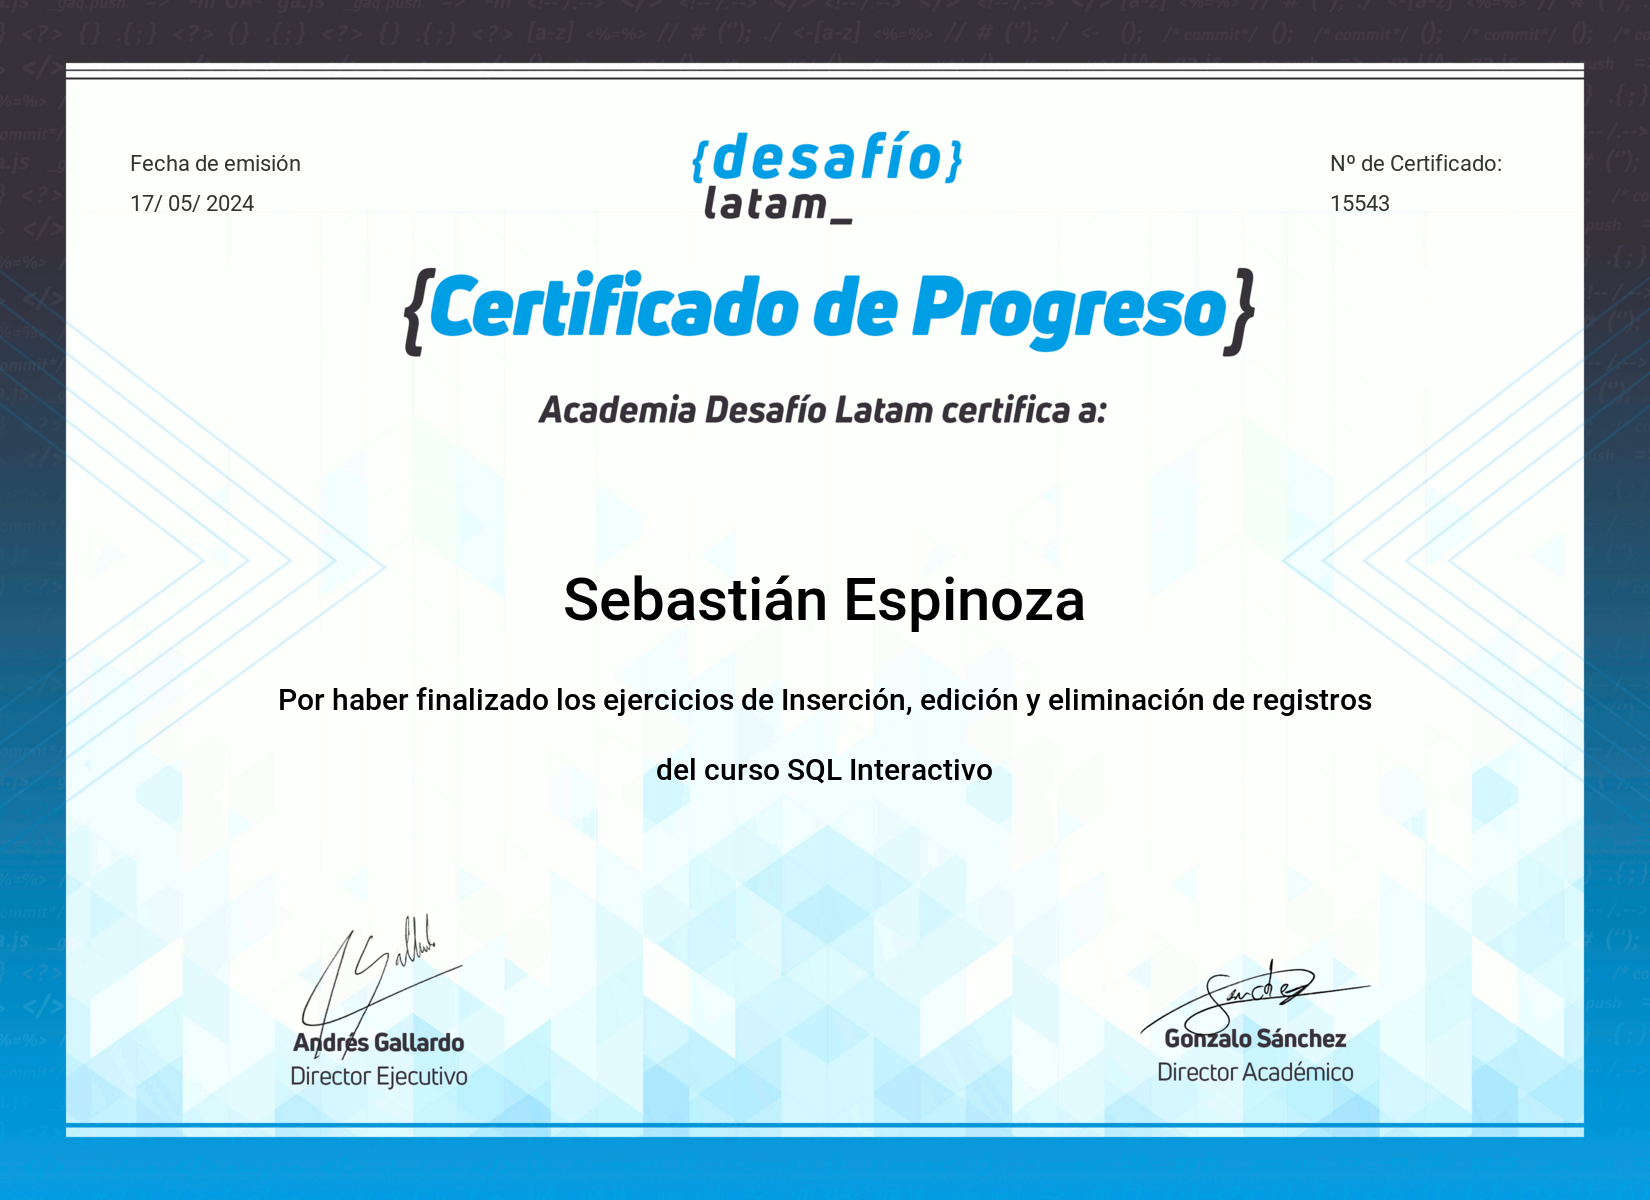 Fecha de emisión
17/ 05/ 2024
{desafío}
latam_
Nº de Certificado:
15543
{Certificado de Progreso}
Academia Desafío Latam certifica a:
Sebastián Espinoza
Por haber finalizado los ejercicios de Inserción, edición y eliminación de registros
del curso SQL Interactivo
Andrés Gallardo
Director Ejecutivo
Gonzalo Sánchez
Director Académico